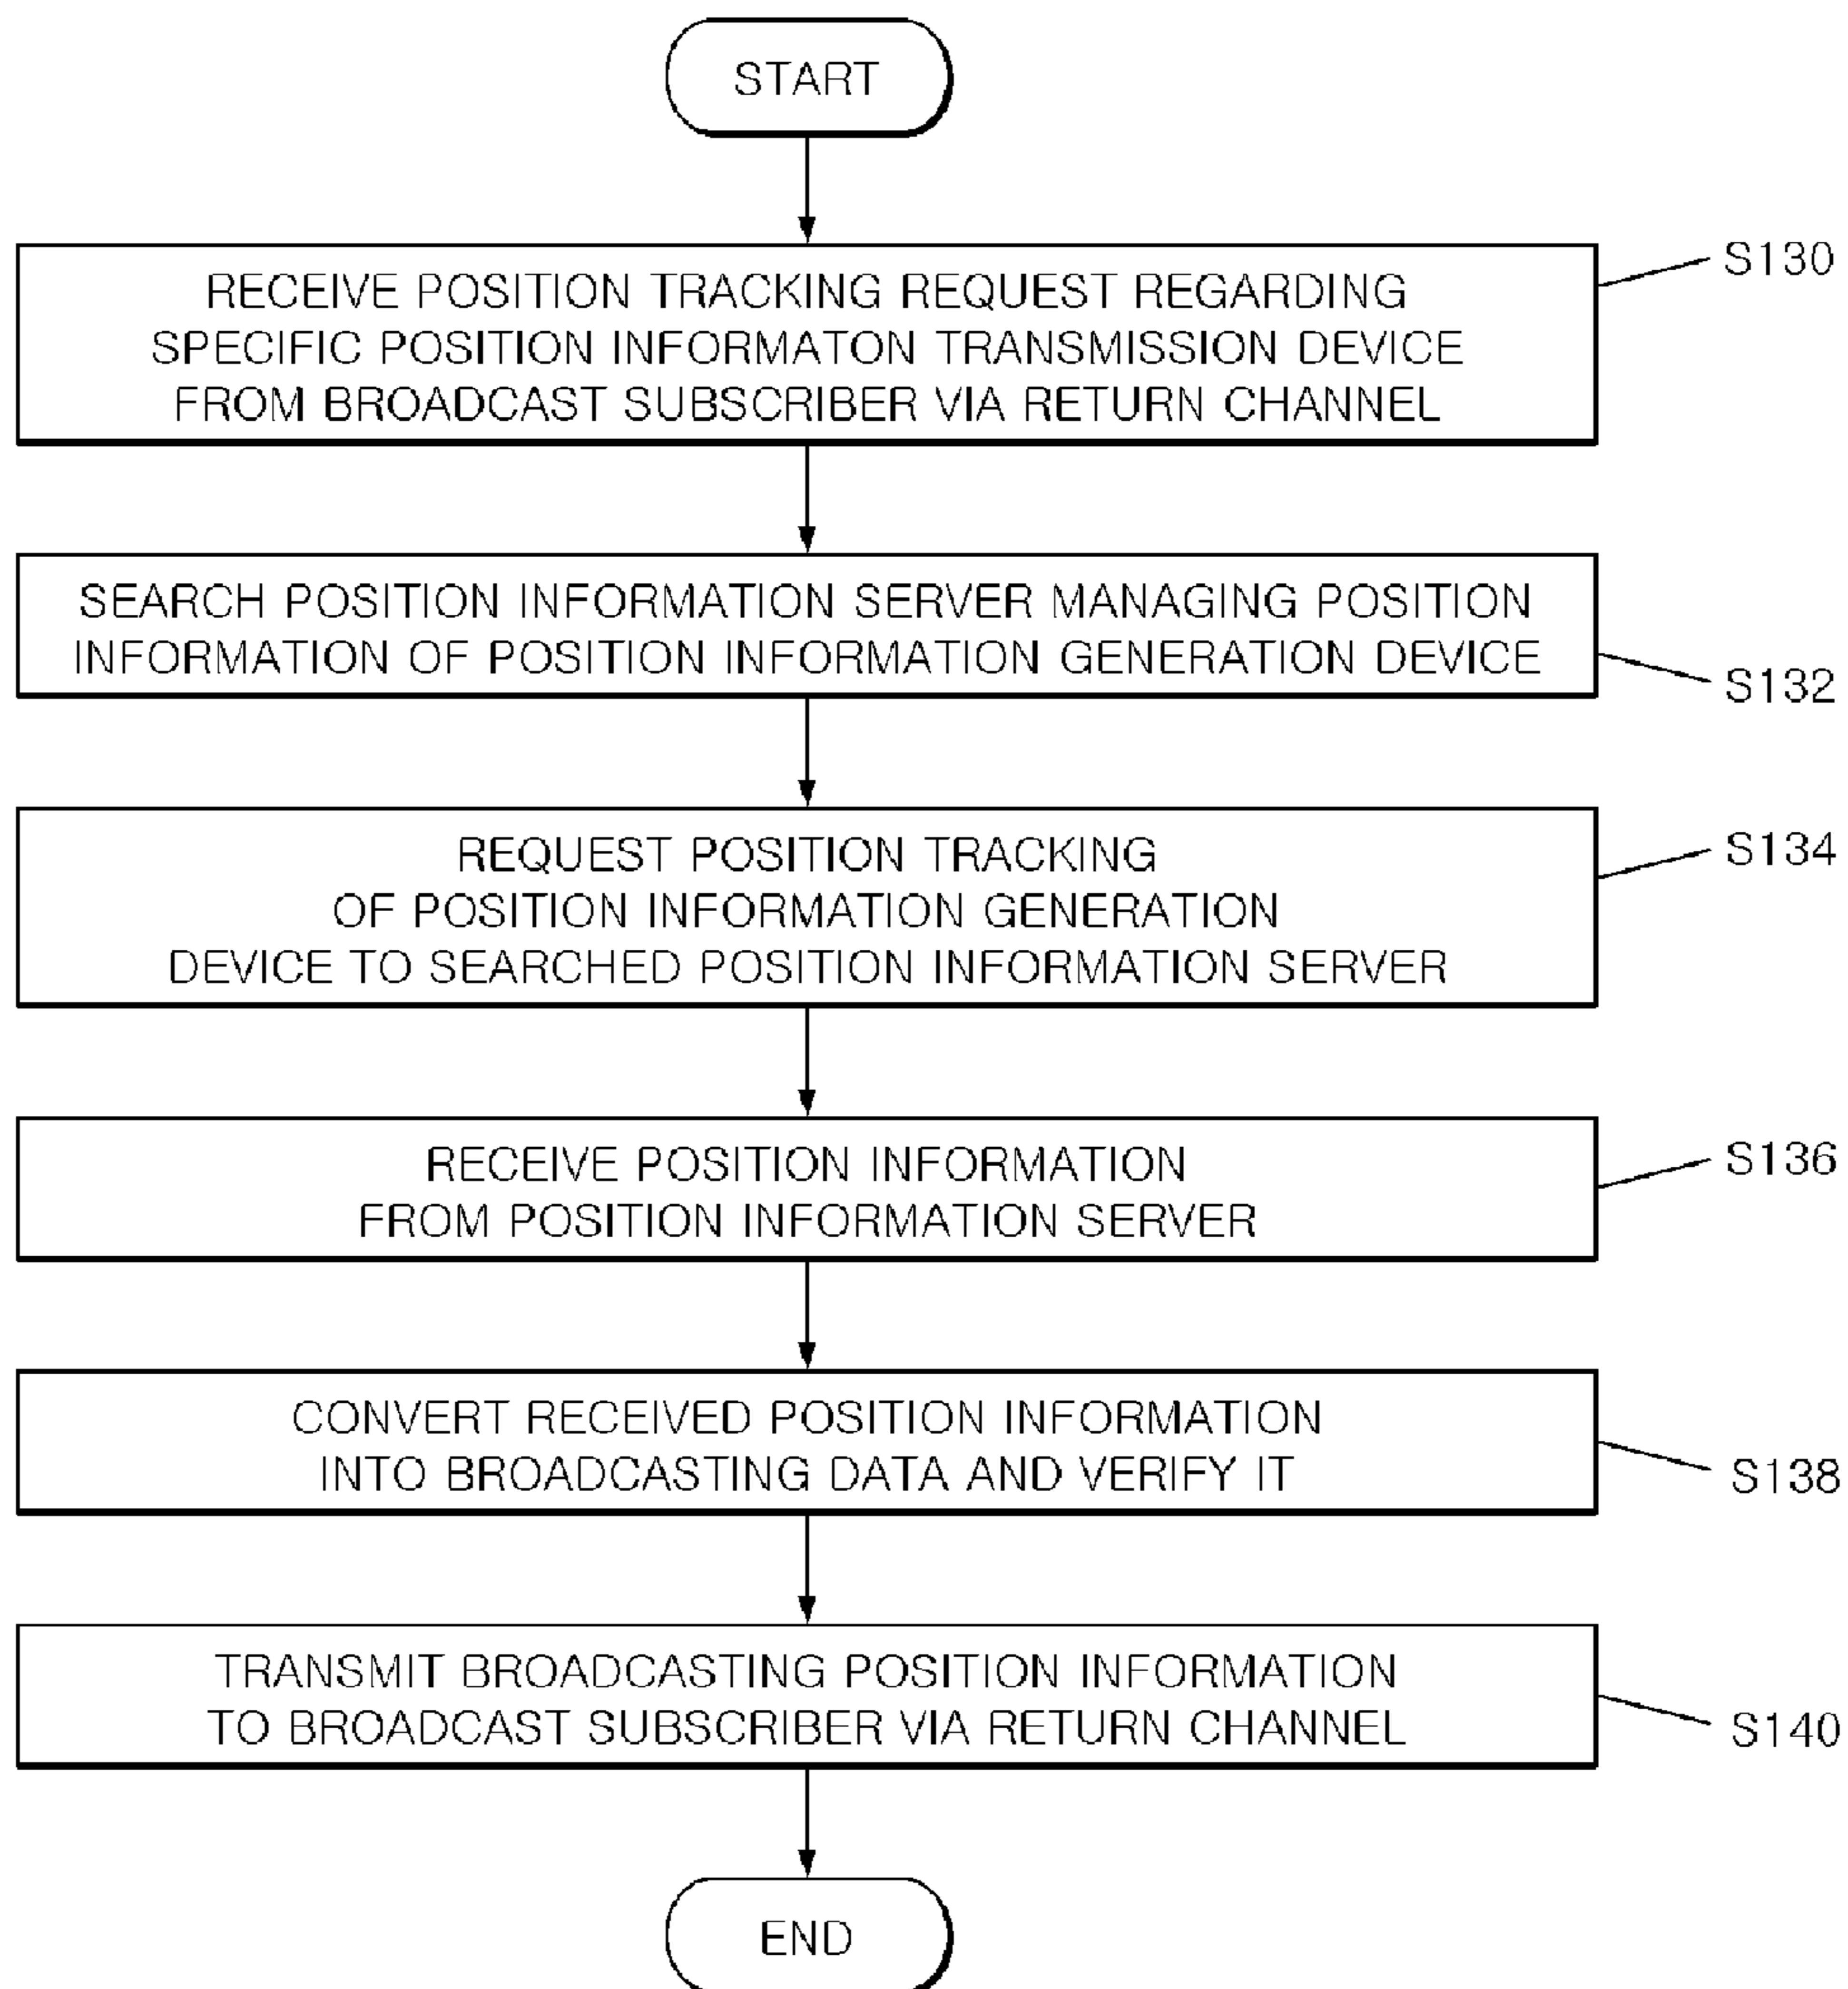 START
RECEIVE POSITION TRACKING REQUEST REGARDING
SPECIFIC POSITION INFORMATON TRANSMISSION DEVICE
FROM BROADCAST SUBSCRIBER VIA RETURN CHANNEL
S130
SEARCH POSITION INFORMATION SERVER MANAGING POSITION
INFORMATION OF POSITION INFORMATION GENERATION DEVICE
S132
REQUEST POSITION TRACKING
OF POSITION INFORMATION GENERATION
DEVICE TO SEARCHED POSITION INFORMATION SERVER
S134
RECEIVE POSITION INFORMATION
FROM POSITION INFORMATION SERVER
S136
CONVERT RECEIVED POSITION INFORMATION
INTO BROADCASTING DATA AND VERIFY IT
S138
TRANSMIT BROADCASTING POSITION INFORMATION
TO BROADCAST SUBSCRIBER VIA RETURN CHANNEL
S140
END